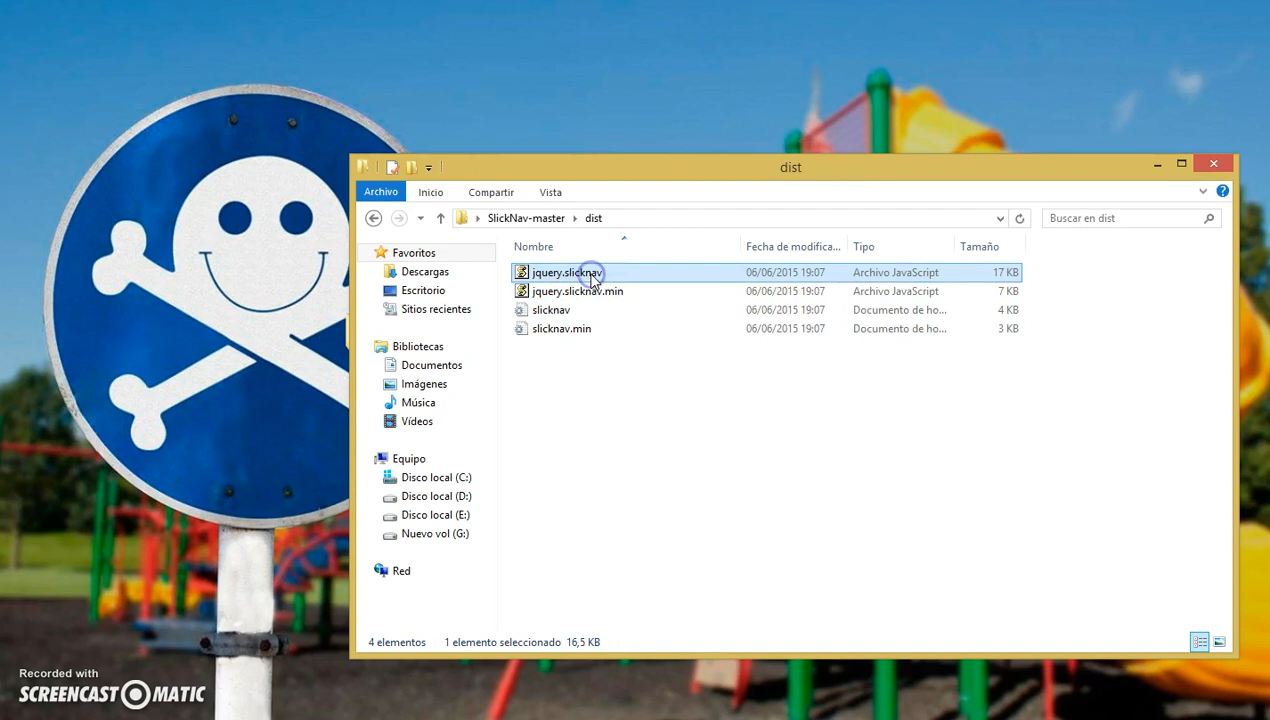 dist
Archivo Inicio Compartir Vista
SlickNav-master dist
Buscar en dist
Favoritos
Descargas
Escritorio
Sitios recientes
Bibliotecas
Documentos
Imágenes
Música
Vídeos
Equipo
Disco local (C:)
Disco local (D:)
Disco local (E:)
Nuevo vol (G:)
Red
Nombre Fecha de modifica... Tipo Tamaño
jquery.slicknav 06/06/2015 19:07 Archivo JavaScript 17 KB
jquery.slicknav.min 06/06/2015 19:07 Archivo JavaScript 7 KB
slicknav 06/06/2015 19:07 Documento de ho... 4 KB
slicknav.min 06/06/2015 19:07 Documento de ho... 3 KB
4 elementos 1 elemento seleccionado 16,5 KB
Recorded with
SCREENCAST MATIC